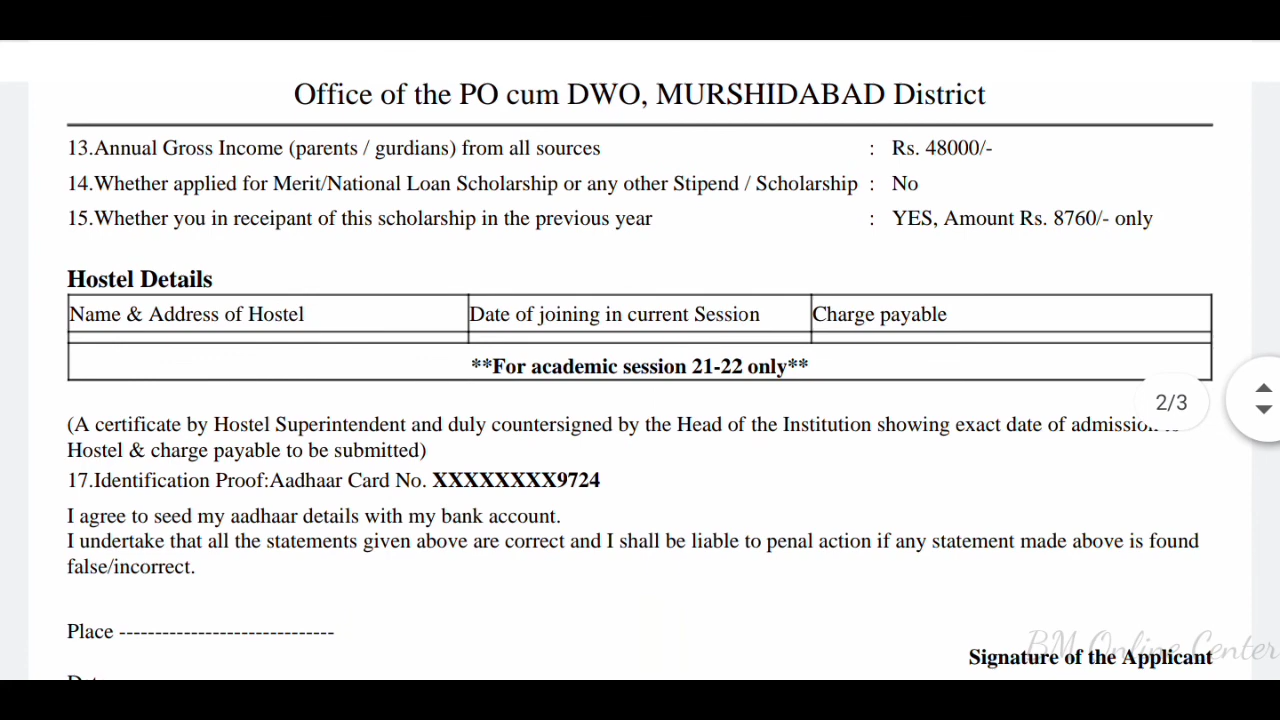 Office of the PO cum DWO, MURSHIDABAD District
13.Annual Gross Income (parents / gurdians) from all sources : Rs. 48000/-
14.Whether applied for Merit/National Loan Scholarship or any other Stipend / Scholarship : No
15.Whether you in receipant of this scholarship in the previous year : YES, Amount Rs. 8760/- only
Hostel Details
Name & Address of Hostel Date of joining in current Session Charge payable
**For academic session 21-22 only**
2/3
(A certificate by Hostel Superintendent and duly countersigned by the Head of the Institution showing exact date of admission
Hostel & charge payable to be submitted)
17.Identification Proof:Aadhaar Card No. XXXXXXXX9724
I agree to seed my aadhaar details with my bank account.
I undertake that all the statements given above are correct and I shall be liable to penal action if any statement made above is found
false/incorrect.
Place ------------------------------
BM Online Center
Signature of the Applicant